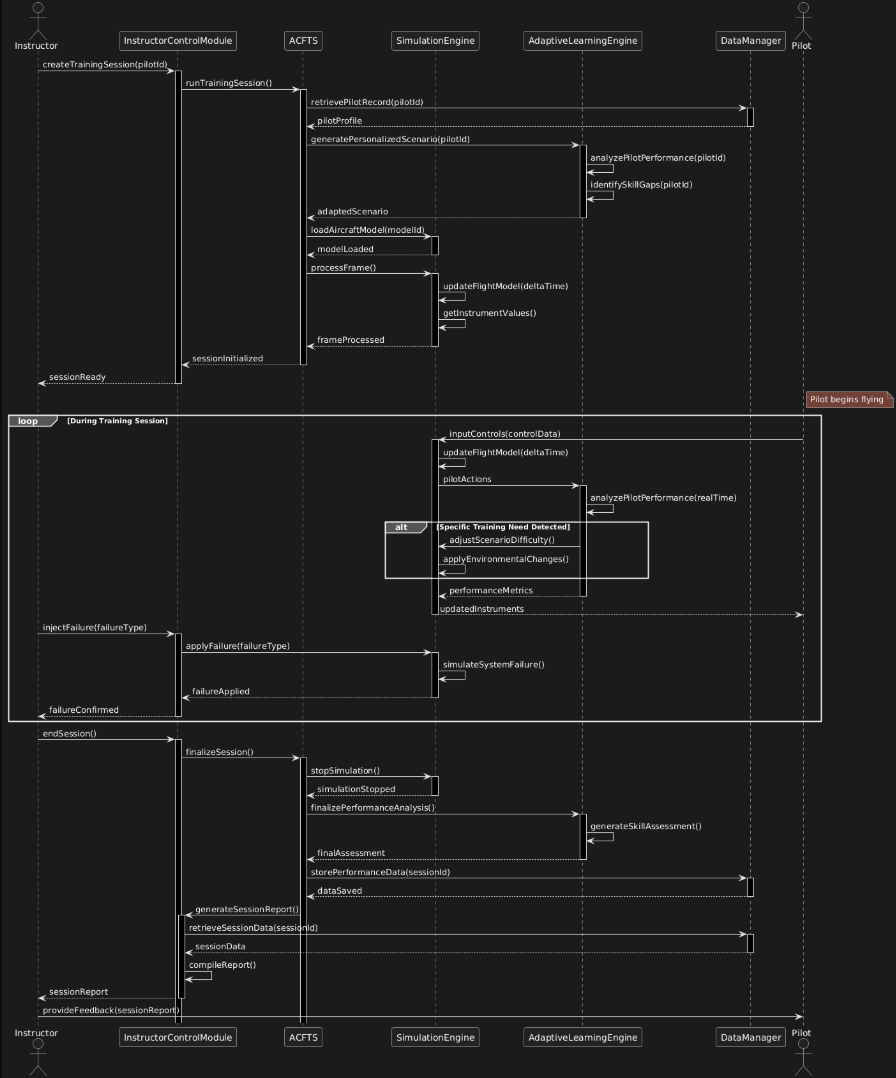 Instructor
InstructorControlModule
ACFTS
SimulationEngine
AdaptiveLearningEngine
DataManager
Pilot
createTrainingSession(pilotId)
runTrainingSession()
retrievePilotRecord(pilotId)
pilotProfile
generatePersonalizedScenario(pilotId)
analyzePilotPerformance(pilotId)
identifySkillGaps(pilotId)
adaptedScenario
loadAircraftModel(modelId)
modelLoaded
processFrame()
updateFlightModel(deltaTime)
getInstrumentValues()
frameProcessed
sessionInitialized
sessionReady
Pilot begins flying
loop [During Training Session]
inputControls(controlData)
updateFlightModel(deltaTime)
pilotActions
analyzePilotPerformance(realTime)
alt [Specific Training Need Detected]
adjustScenarioDifficulty()
applyEnvironmentalChanges()
performanceMetrics
updatedInstruments
injectFailure(failureType)
applyFailure(failureType)
simulateSystemFailure()
failureApplied
failureConfirmed
endSession()
finalizeSession()
stopSimulation()
simulationStopped
finalizePerformanceAnalysis()
generateSkillAssessment()
finalAssessment
storePerformanceData(sessionId)
dataSaved
generateSessionReport()
retrieveSessionData(sessionId)
sessionData
compileReport()
sessionReport
provideFeedback(sessionReport)
Instructor
InstructorControlModule
ACFTS
SimulationEngine
AdaptiveLearningEngine
DataManager
Pilot